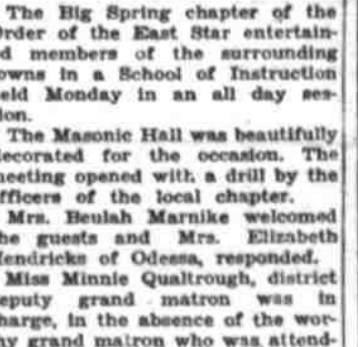 The Big Spring chapter of the
Order of the East Star entertain-
ed members of the surrounding
towns in a School of Instruction
held Monday in an all day ses-
sion.
The Masonic Hall was beautifully
decorated for the occasion. The
meeting opened with a drill by the
officers of the local chapter.
Mrs. Beulah Marnike welcomed
the guests and Mrs. Elizabeth
Hendricks of Odessa, responded.
Miss Minnie Qualtrough, district
deputy grand matron was in
charge, in the absence of the wor-
thy grand matron who was attend-